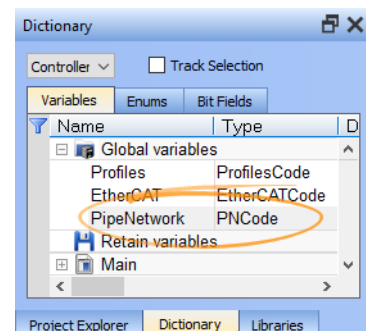 Dictionary
Controller Track Selection
Variables Enums Bit Fields
Name Type D
Global variables
Profiles ProfilesCode
EtherCAT EtherCATCode
PipeNetwork PNCode
Retain variables
Main
Project Explorer Dictionary Libraries